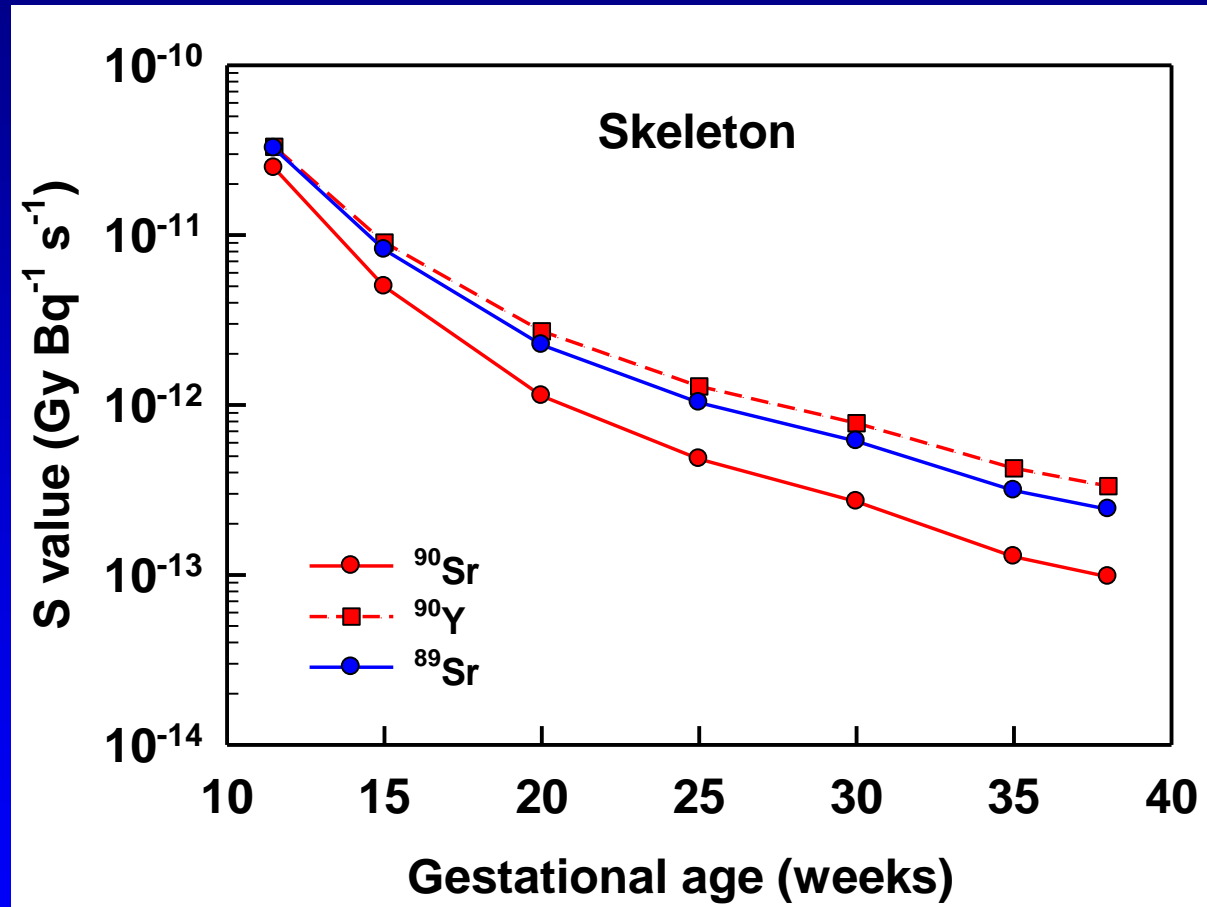 Skeleton
S value (Gy Bq⁻¹ s⁻¹)
10⁻¹⁰
10⁻¹¹
10⁻¹²
10⁻¹³
10⁻¹⁴
⁹⁰Sr
⁹⁰Y
⁸⁹Sr
10 15 20 25 30 35 40
Gestational age (weeks)